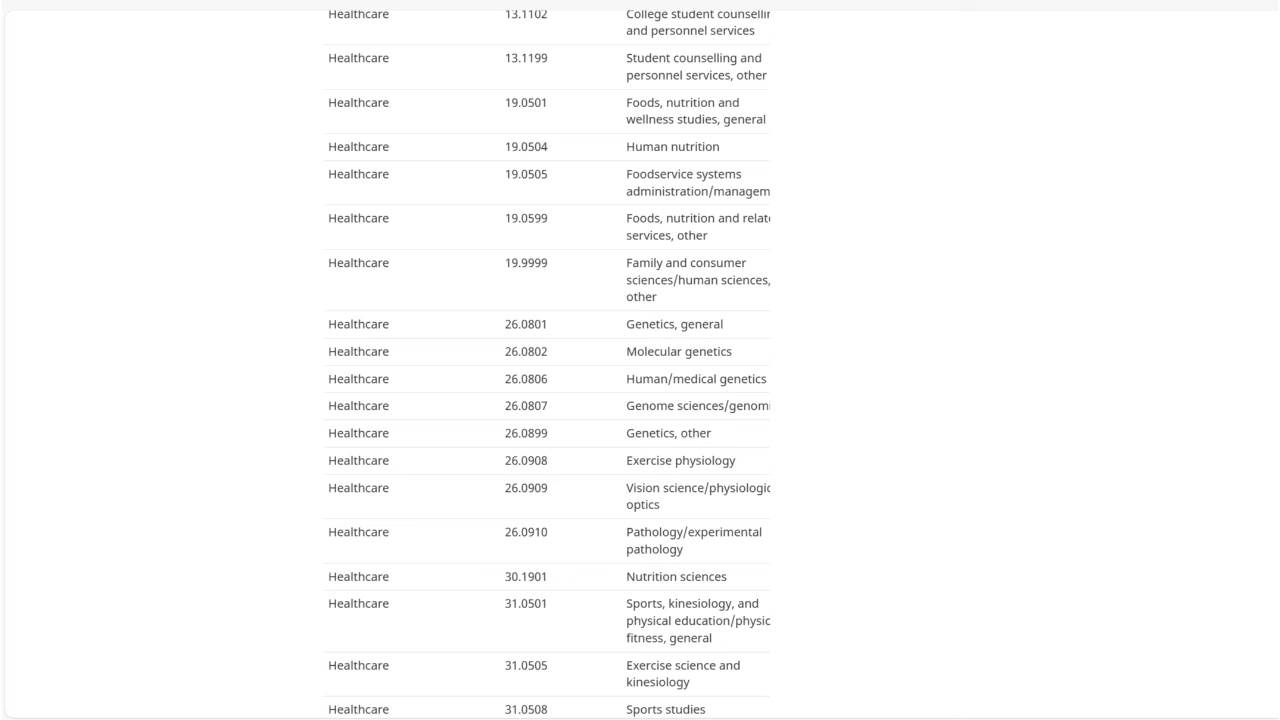 Healthcare 13.1102 College student counsellin
and personnel services
Healthcare 13.1199 Student counselling and
personnel services, other
Healthcare 19.0501 Foods, nutrition and
wellness studies, general
Healthcare 19.0504 Human nutrition
Healthcare 19.0505 Foodservice systems
administration/managem
Healthcare 19.0599 Foods, nutrition and relate
services, other
Healthcare 19.9999 Family and consumer
sciences/human sciences,
other
Healthcare 26.0801 Genetics, general
Healthcare 26.0802 Molecular genetics
Healthcare 26.0806 Human/medical genetics
Healthcare 26.0807 Genome sciences/genomi
Healthcare 26.0899 Genetics, other
Healthcare 26.0908 Exercise physiology
Healthcare 26.0909 Vision science/physiologic
optics
Healthcare 26.0910 Pathology/experimental
pathology
Healthcare 30.1901 Nutrition sciences
Healthcare 31.0501 Sports, kinesiology, and
physical education/physic
fitness, general
Healthcare 31.0505 Exercise science and
kinesiology
Healthcare 31.0508 Sports studies